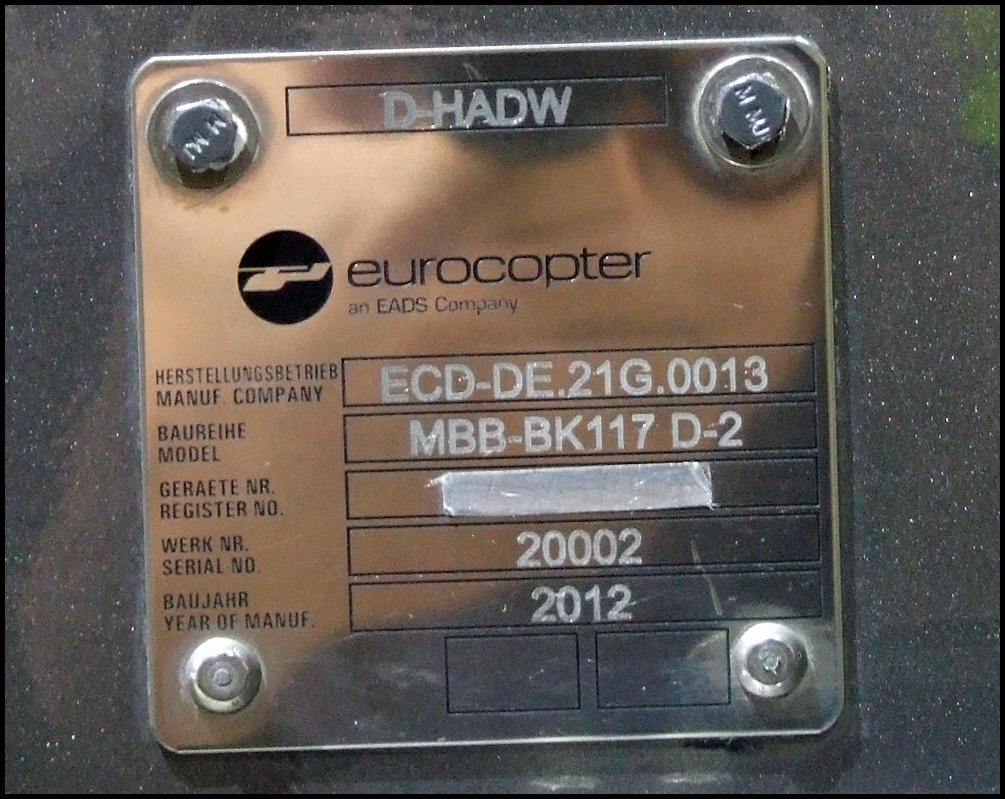 D-HADW
eurocopter
an EADS Company
HERSTELLUNGSBETRIEB
MANUF. COMPANY
ECD-DE.21G.0013
BAUREIHE
MODEL
MBB-BK117 D-2
GERAETE NR.
REGISTER NO.
WERK NR.
SERIAL NO.
20002
BAUJAHR
YEAR OF MANUF.
2012